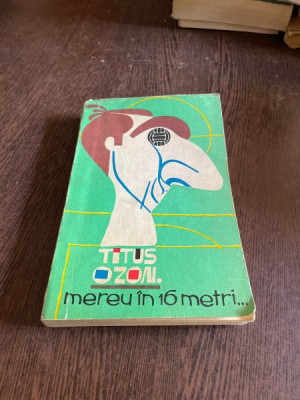 TITUS
OZON.
mereu în 16 metri...